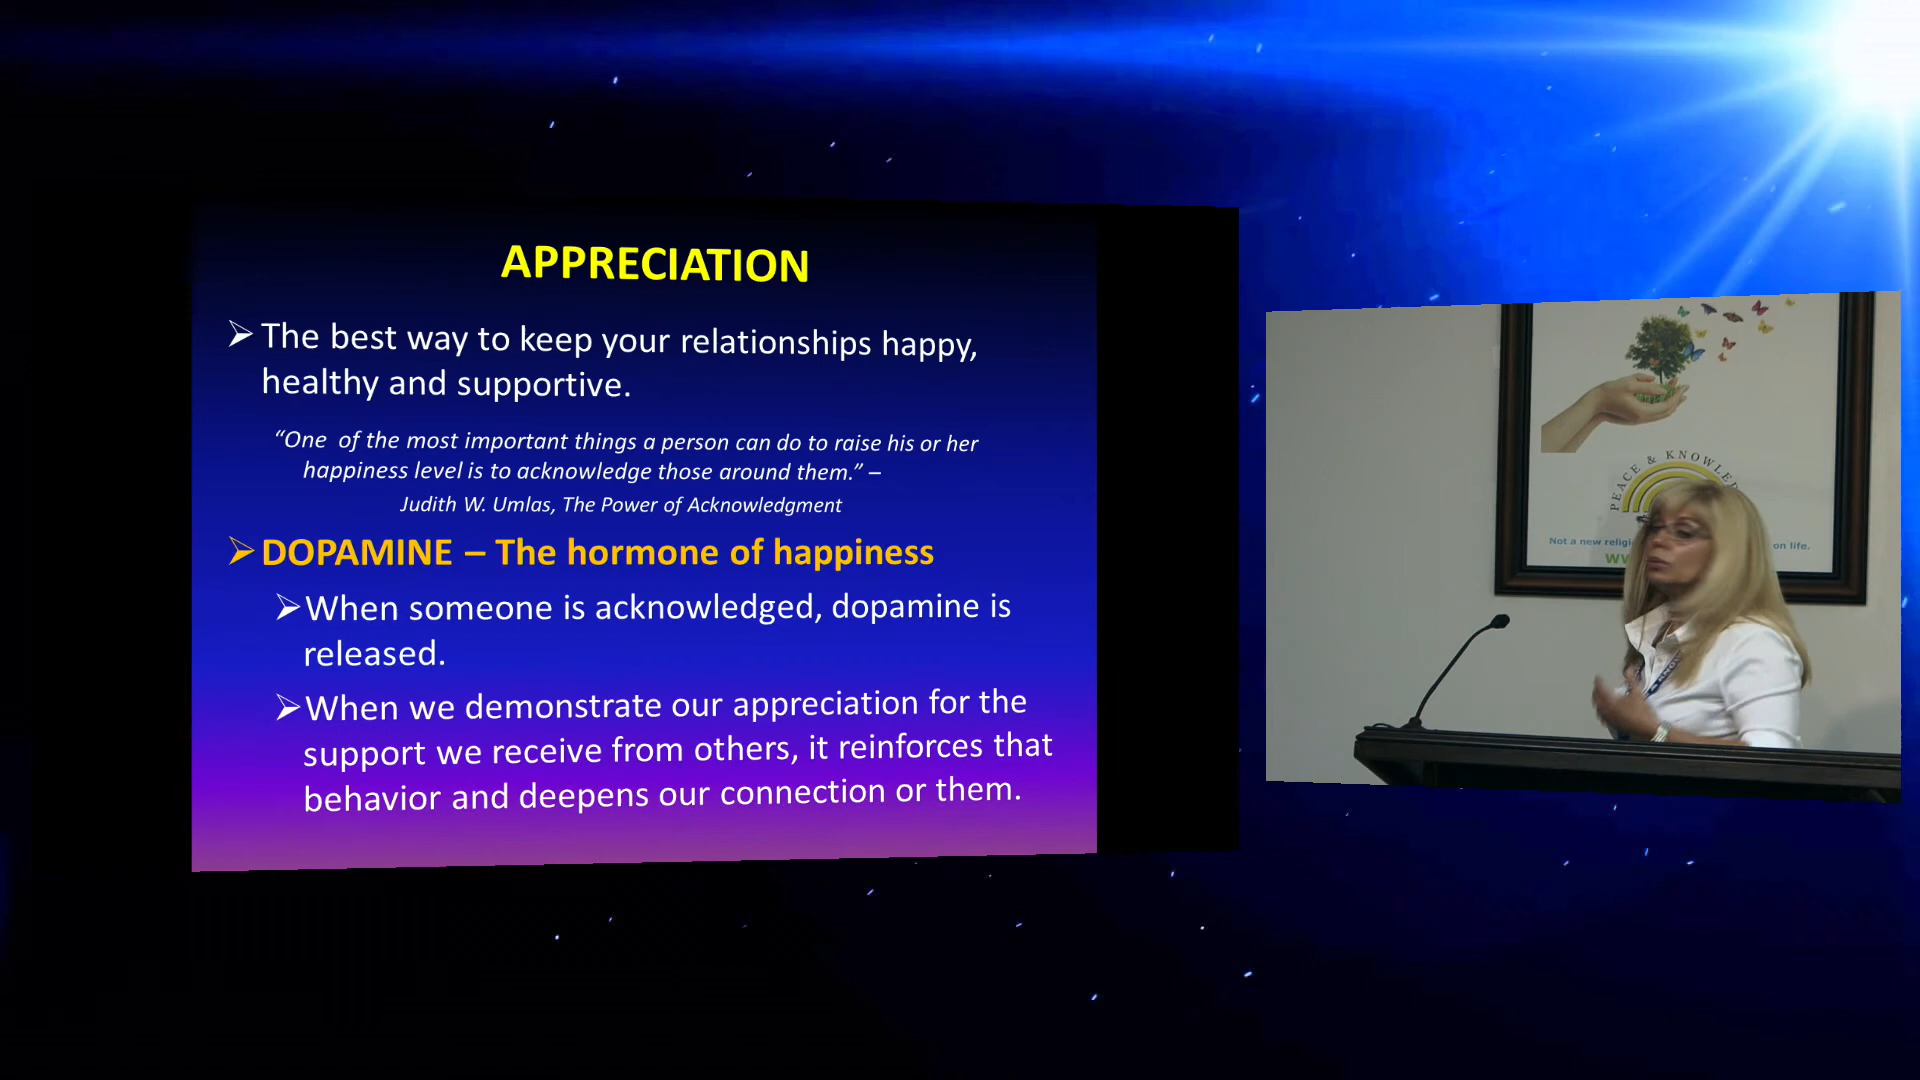 APPRECIATION
➢The best way to keep your relationships happy,
healthy and supportive.
“One of the most important things a person can do to raise his or her
happiness level is to acknowledge those around them.” –
Judith W. Umlas, The Power of Acknowledgment
➢DOPAMINE – The hormone of happiness
➢When someone is acknowledged, dopamine is
released.
➢When we demonstrate our appreciation for the
support we receive from others, it reinforces that
behavior and deepens our connection or them.
PEACE & KNOWLED
Not a new religi
on life.